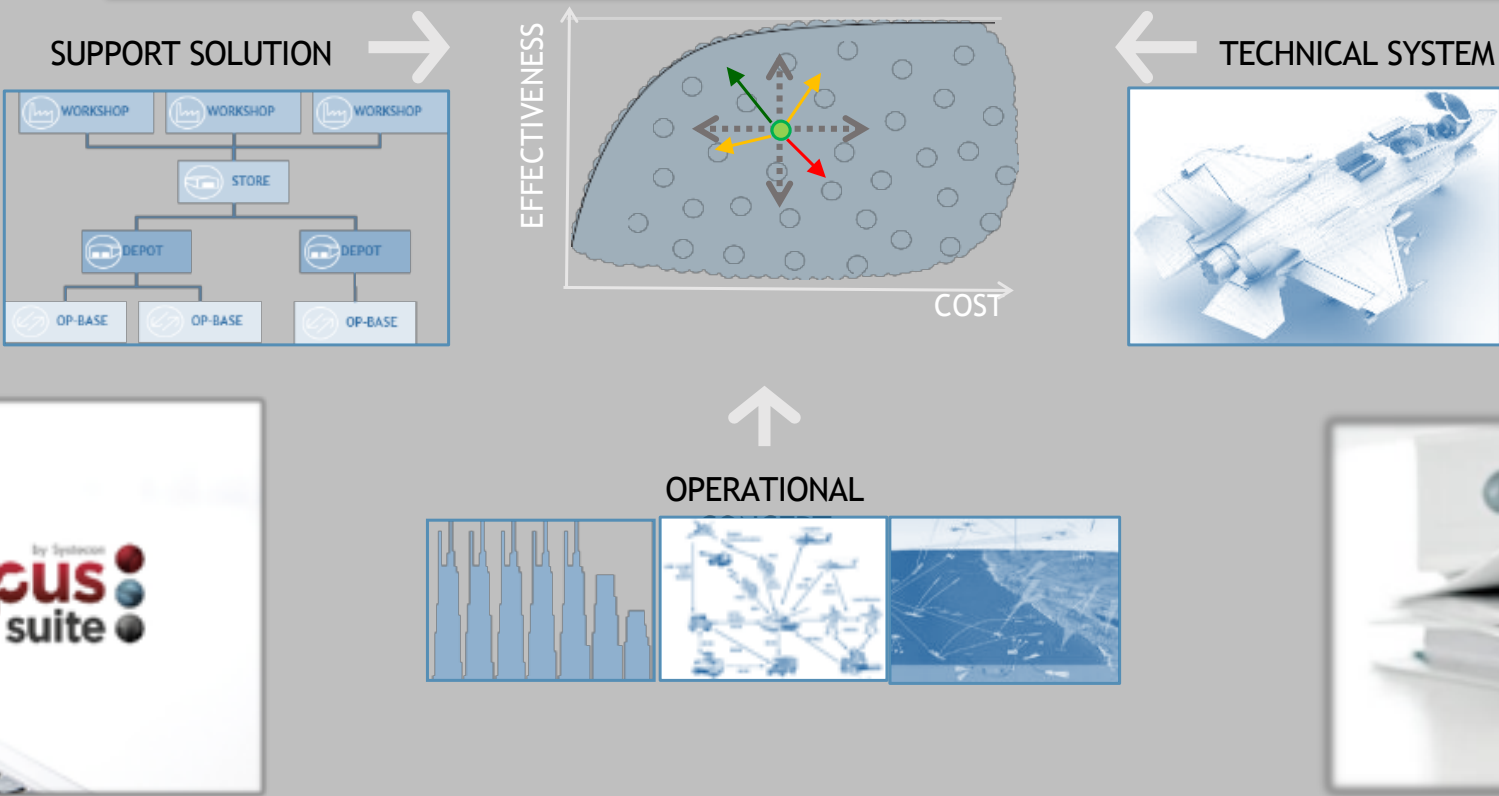 SUPPORT SOLUTION
EFFECTIVENESS
TECHNICAL SYSTEM
WORKSHOP
WORKSHOP
WORKSHOP
STORE
DEPOT
DEPOT
OP-BASE
OP-BASE
OP-BASE
COST
OPERATIONAL
by Systecon
suite